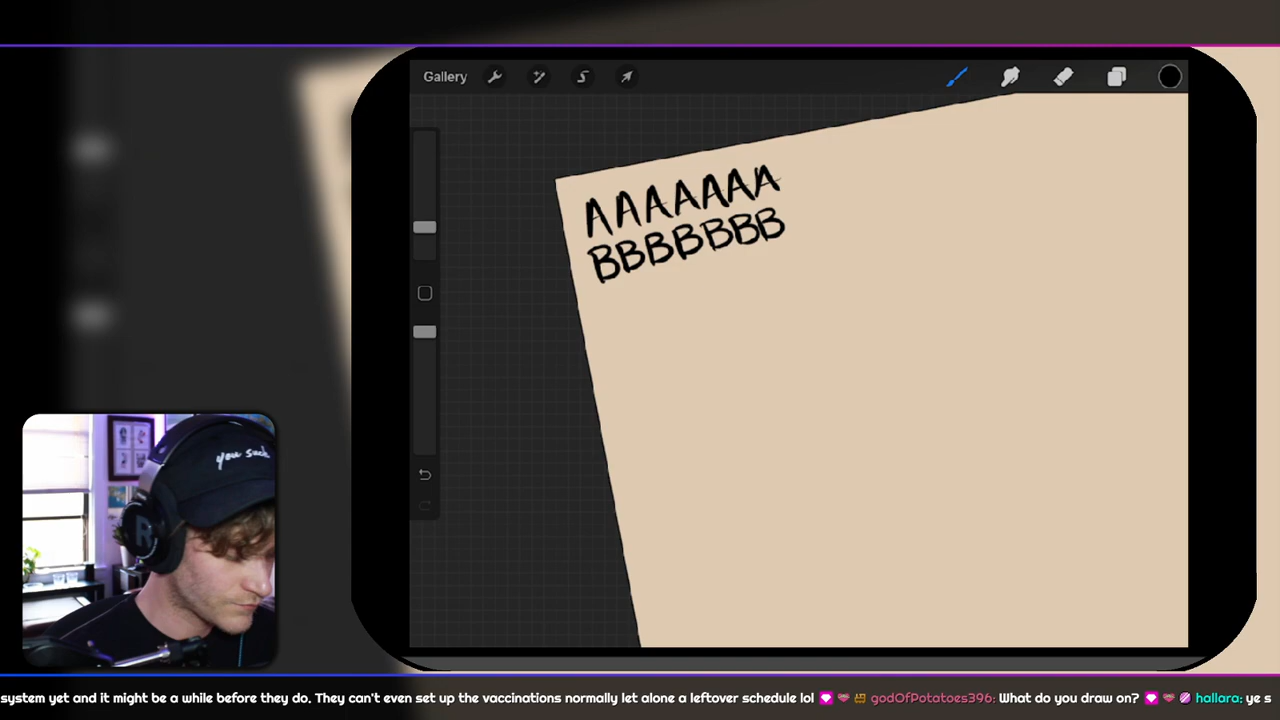 Gallery
AAAAAAA
BBBBBBB
you suck
R
system yet and it might be a while before they do. They can't even set up the vaccinations normally let alone a leftover schedule lol godOfPotatoes396: What do you draw on? hallara: ye s